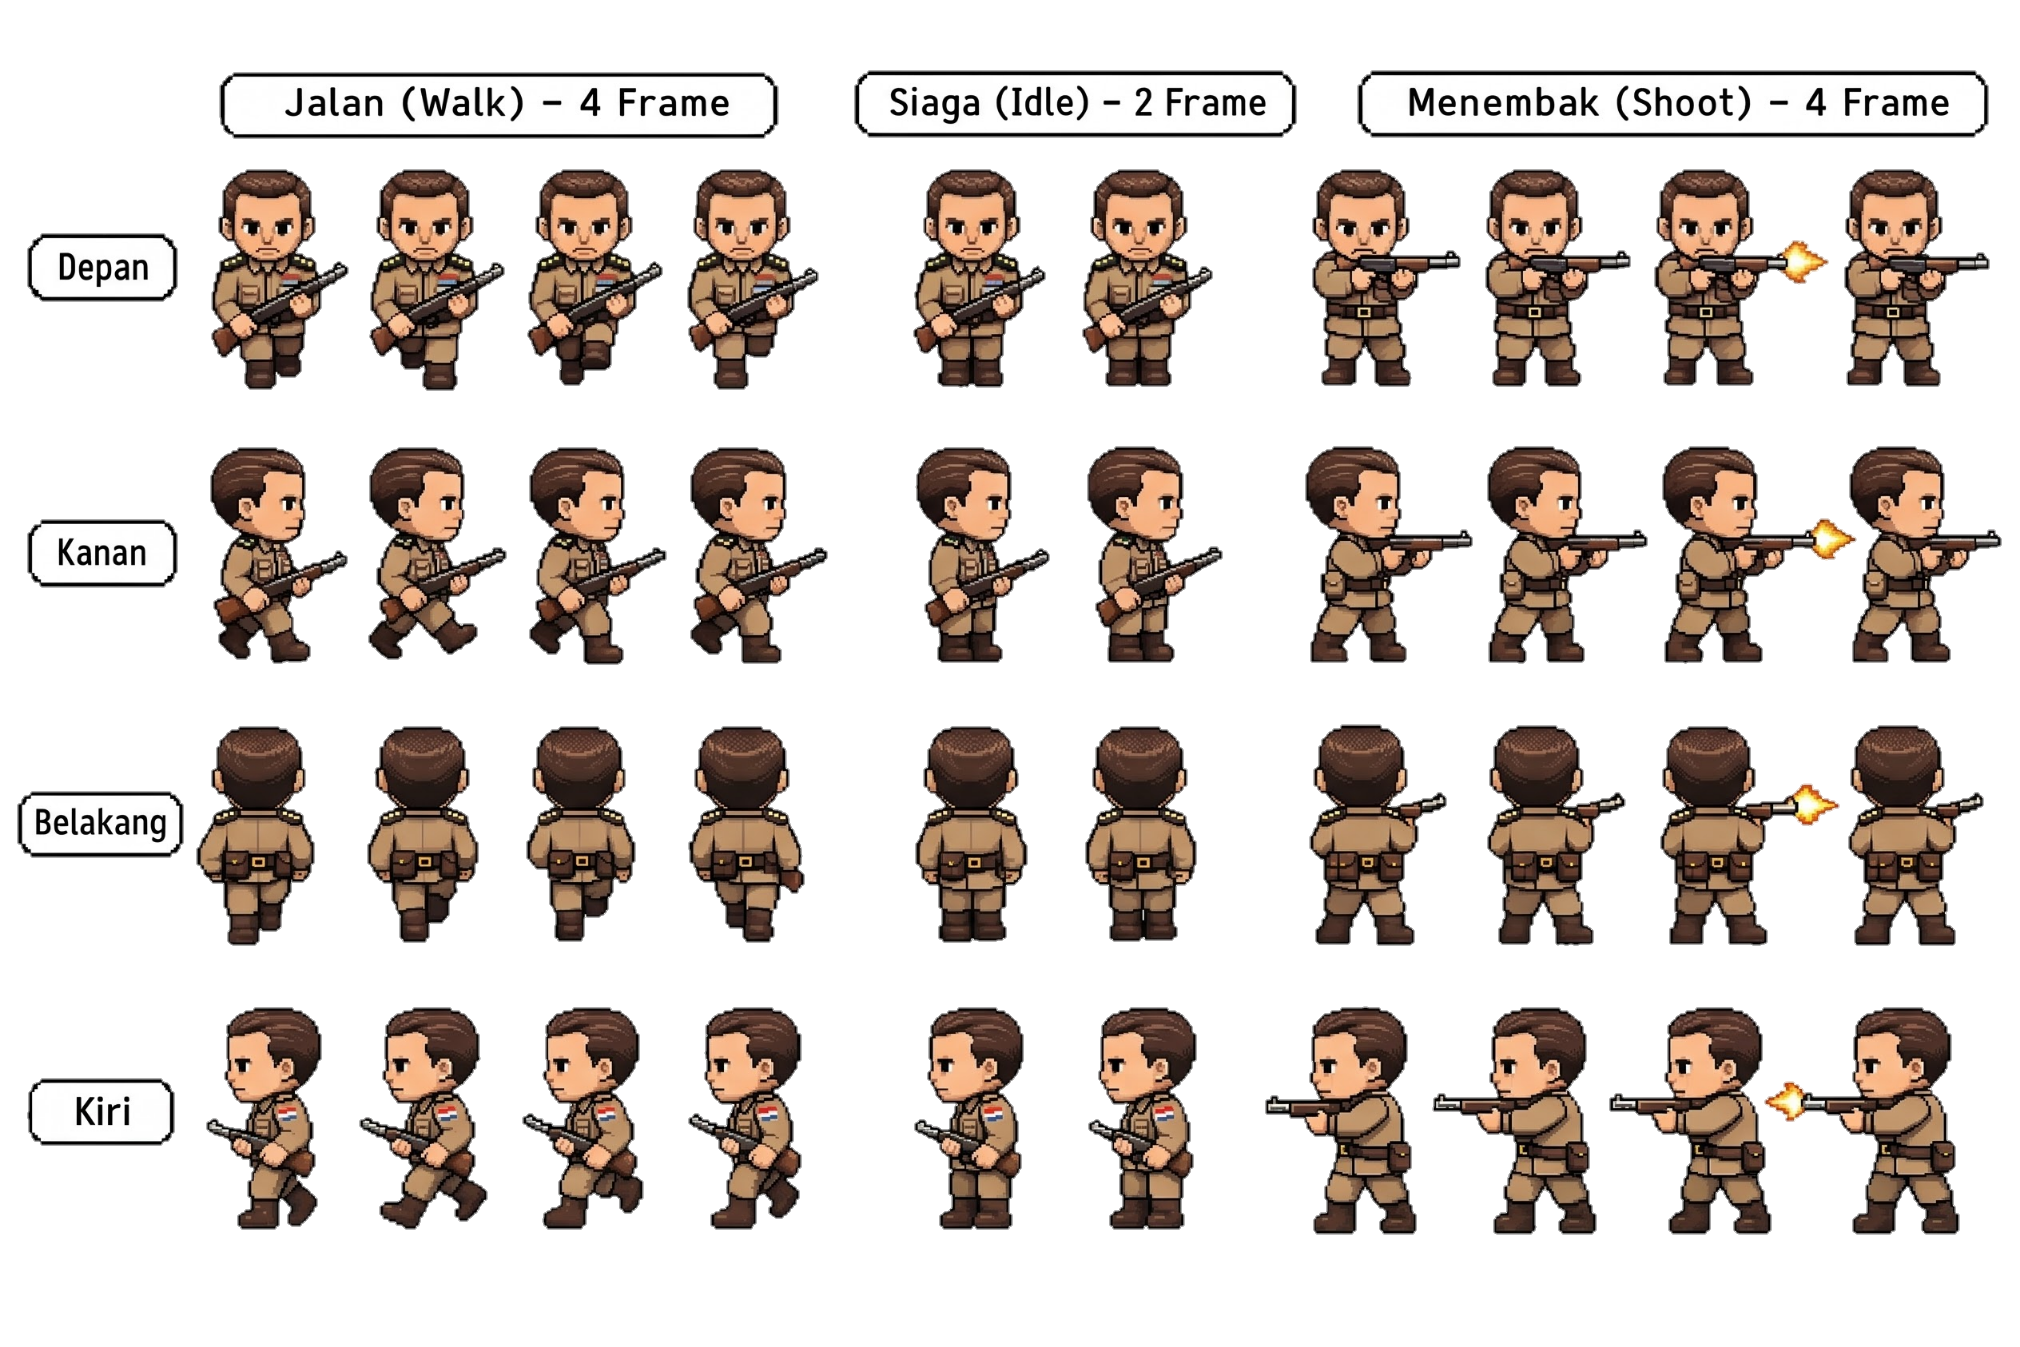 Jalan (Walk) – 4 Frame
Siaga (Idle) – 2 Frame
Menembak (Shoot) – 4 Frame
Depan
Kanan
Belakang
Kiri